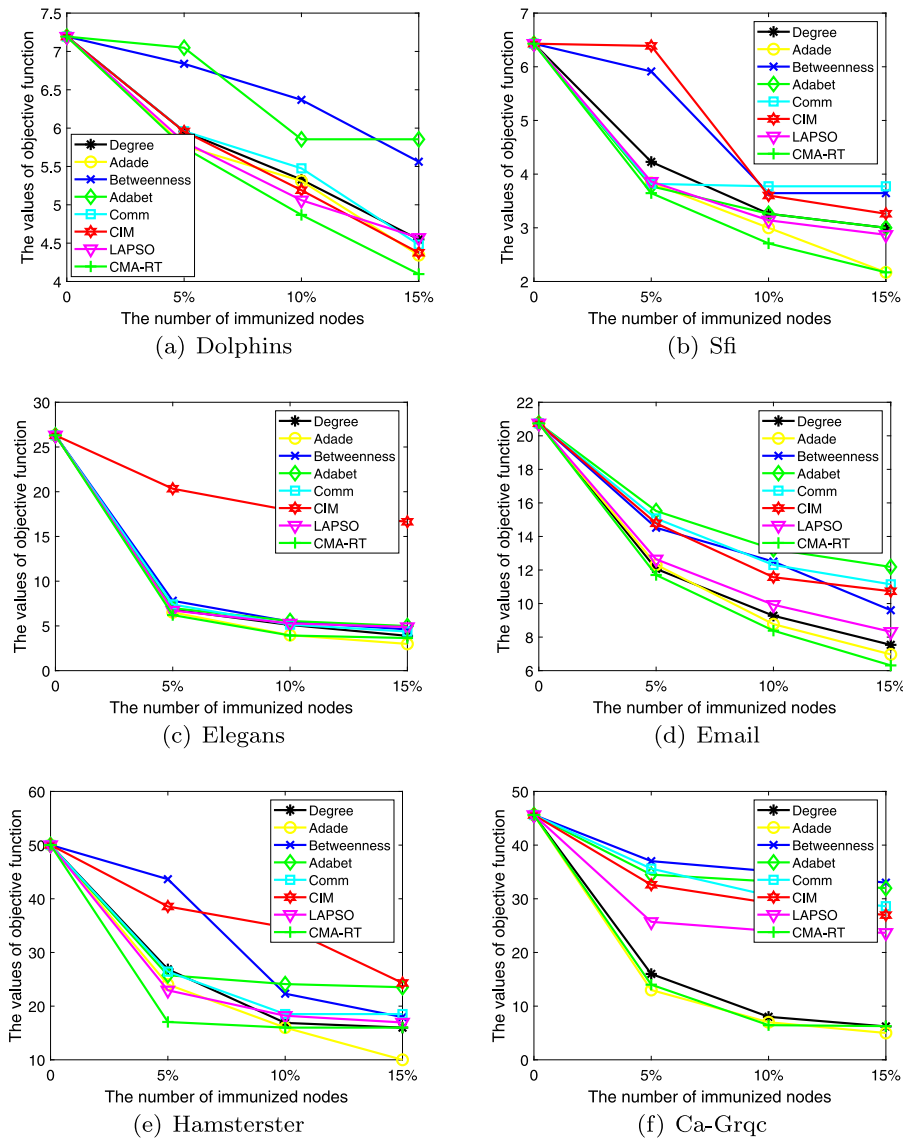 7.5
7
6.5
6
5.5
5
4.5
4
The values of objective function
Degree
Adade
Betweenness
Adabet
Comm
CIM
LAPSO
CMA-RT
0 5% 10% 15%
The number of immunized nodes
(a) Dolphins
7
6
5
4
3
2
The values of objective function
Degree
Adade
Betweenness
Adabet
Comm
CIM
LAPSO
CMA-RT
0 5% 10% 15%
The number of immunized nodes
(b) Sfi
30
25
20
15
10
5
0
The values of objective function
Degree
Adade
Betweenness
Adabet
Comm
CIM
LAPSO
CMA-RT
0 5% 10% 15%
The number of immunized nodes
(c) Elegans
22
20
18
16
14
12
10
8
6
The values of objective function
Degree
Adade
Betweenness
Adabet
Comm
CIM
LAPSO
CMA-RT
0 5% 10% 15%
The number of immunized nodes
(d) Email
60
50
40
30
20
10
The values of objective function
Degree
Adade
Betweenness
Adabet
Comm
CIM
LAPSO
CMA-RT
0 5% 10% 15%
The number of immunized nodes
(e) Hamsterster
50
40
30
20
10
0
The values of objective function
Degree
Adade
Betweenness
Adabet
Comm
CIM
LAPSO
CMA-RT
0 5% 10% 15%
The number of immunized nodes
(f) Ca-Grqc